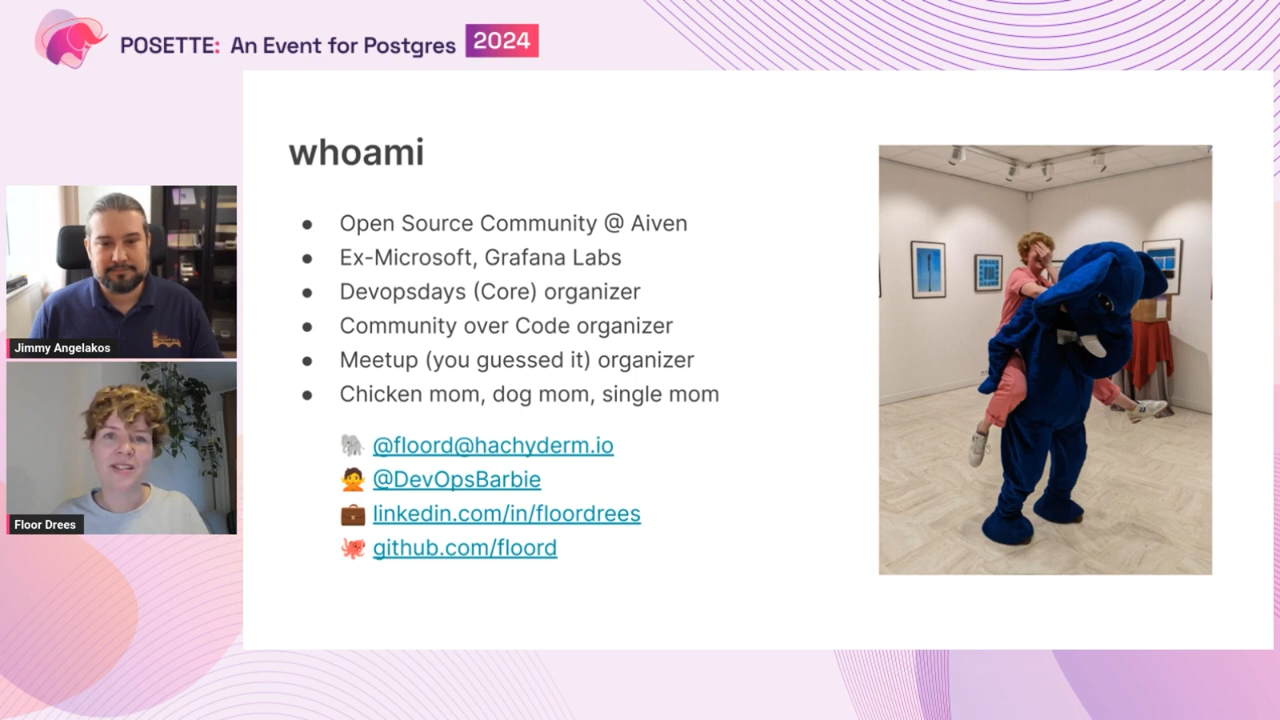 POSETTE: An Event for Postgres 2024
whoami
● Open Source Community @ Aiven
● Ex-Microsoft, Grafana Labs
● Devopsdays (Core) organizer
● Community over Code organizer
● Meetup (you guessed it) organizer
● Chicken mom, dog mom, single mom
🐘 @floord@hachyderm.io
🙅 @DevOpsBarbie
💼 linkedin.com/in/floordrees
🐙 github.com/floord
Jimmy Angelakos
Floor Drees